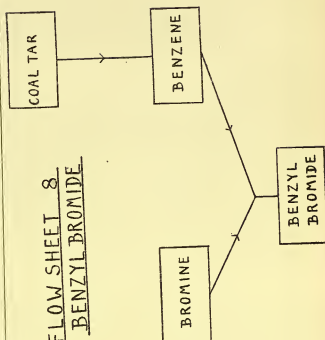 FLOW SHEET 8
BENZYL BROMIDE
COAL TAR
BENZENE
BROMINE
BENZYL
BROMIDE